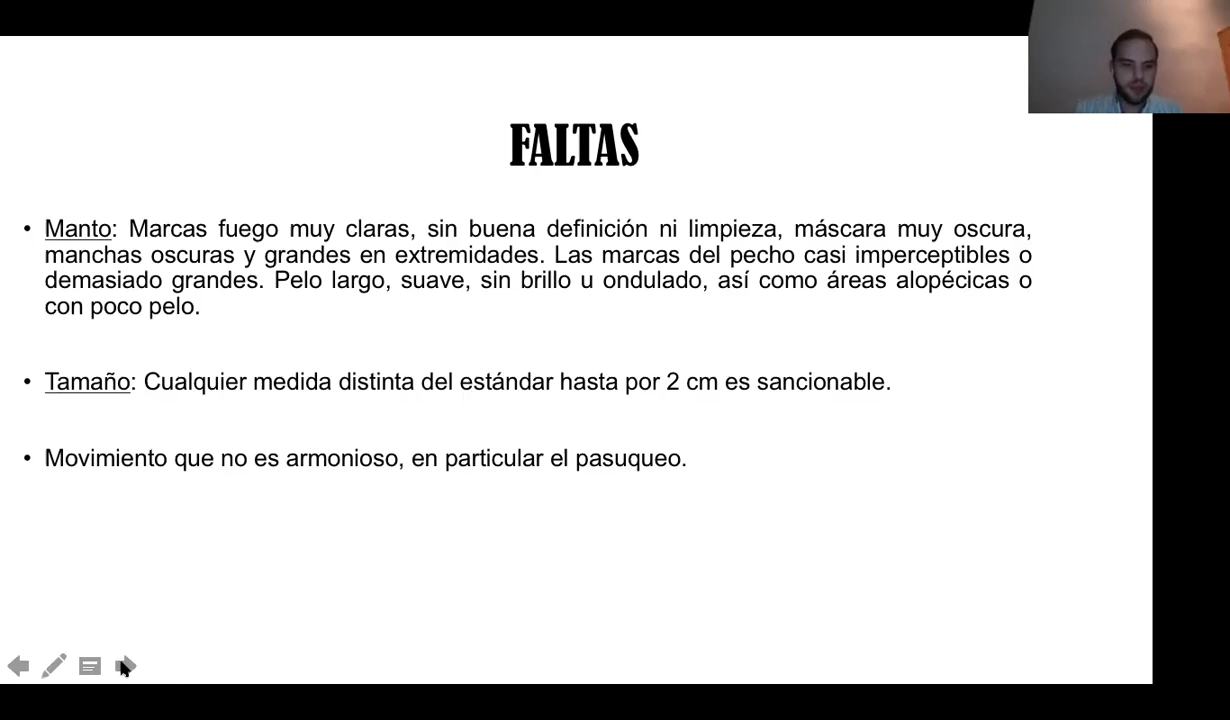 FALTAS
• Manto: Marcas fuego muy claras, sin buena definición ni limpieza, máscara muy oscura,
manchas oscuras y grandes en extremidades. Las marcas del pecho casi imperceptibles o
demasiado grandes. Pelo largo, suave, sin brillo u ondulado, así como áreas alopécicas o
con poco pelo.
• Tamaño: Cualquier medida distinta del estándar hasta por 2 cm es sancionable.
• Movimiento que no es armonioso, en particular el pasuqueo.